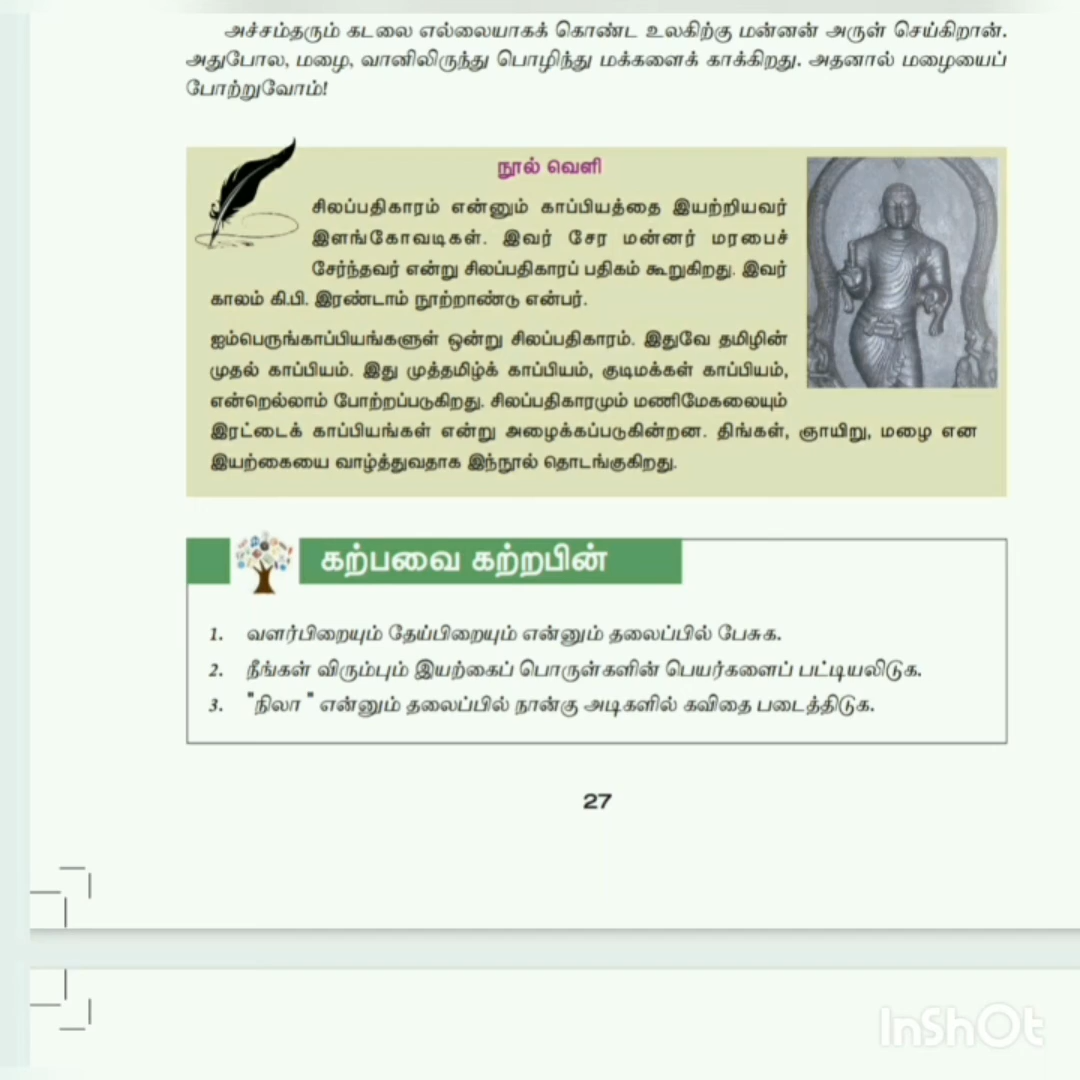 அச்சம்தரும் கடலை எல்லையாகக் கொண்ட உலகிற்கு மன்னன் அருள் செய்கிறான்.
அதுபோல, மழை, வானிலிருந்து பொழிந்து மக்களைக் காக்கிறது. அதனால் மழையைப்
போற்றுவோம்!
நூல் வெளி
சிலப்பதிகாரம் என்னும் காப்பியத்தை இயற்றியவர்
இளங்கோவடிகள். இவர் சேர மன்னர் மரபைச்
சேர்ந்தவர் என்று சிலப்பதிகாரப் பதிகம் கூறுகிறது. இவர்
காலம் கி.பி. இரண்டாம் நூற்றாண்டு என்பர்.
ஐம்பெருங்காப்பியங்களுள் ஒன்று சிலப்பதிகாரம். இதுவே தமிழின்
முதல் காப்பியம். இது முத்தமிழ்க் காப்பியம், குடிமக்கள் காப்பியம்,
என்றெல்லாம் போற்றப்படுகிறது. சிலப்பதிகாரமும் மணிமேகலையும்
இரட்டைக் காப்பியங்கள் என்று அழைக்கப்படுகின்றன. திங்கள், ஞாயிறு, மழை என
இயற்கையை வாழ்த்துவதாக இந்நூல் தொடங்குகிறது.
கற்பவை கற்றபின்
1. வளர்பிறையும் தேய்பிறையும் என்னும் தலைப்பில் பேசுக.
2. நீங்கள் விரும்பும் இயற்கைப் பொருள்களின் பெயர்களைப் பட்டியலிடுக.
3. "நிலா " என்னும் தலைப்பில் நான்கு அடிகளில் கவிதை படைத்திடுக.
27
InShOt